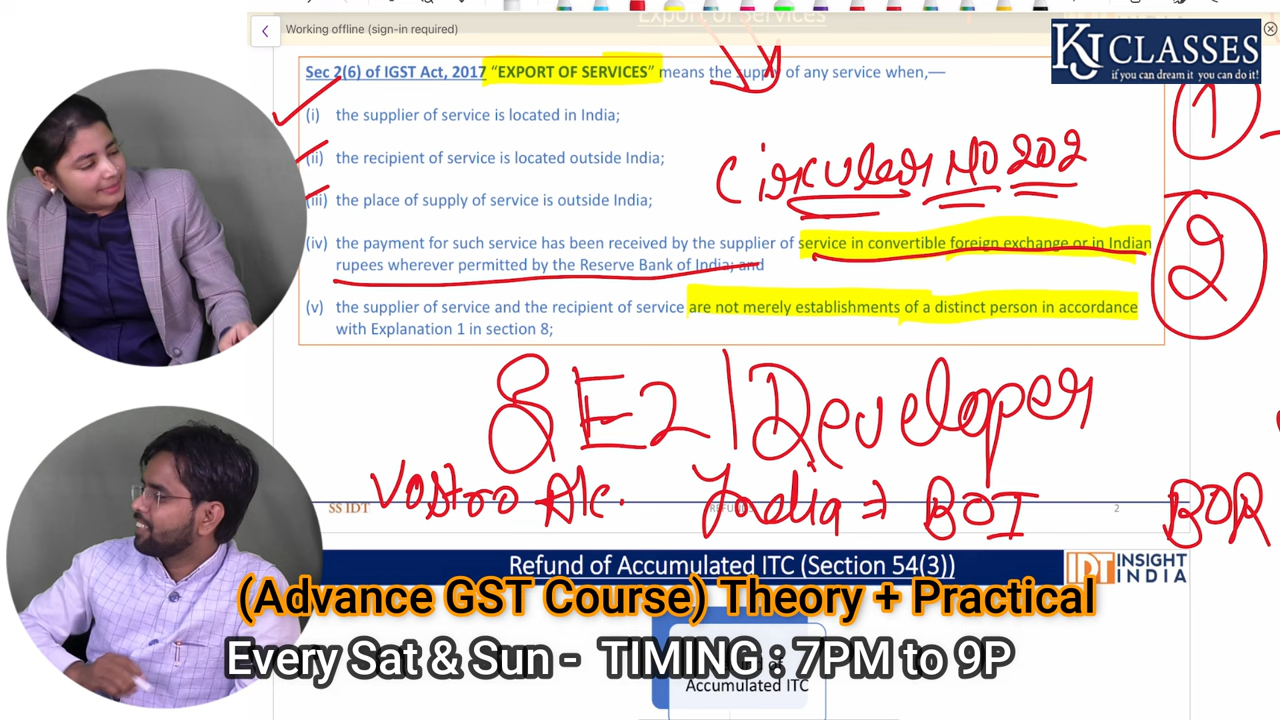 Export of Services
Working offline (sign-in required)
KJ CLASSES
if you can dream it you can do it!
Sec 2(6) of IGST Act, 2017 “EXPORT OF SERVICES” means the supply of any service when,—
(i) the supplier of service is located in India;
(ii) the recipient of service is located outside India;
(iii) the place of supply of service is outside India;
(iv) the payment for such service has been received by the supplier of service in convertible foreign exchange or in Indian
rupees wherever permitted by the Reserve Bank of India; and
(v) the supplier of service and the recipient of service are not merely establishments of a distinct person in accordance
with Explanation 1 in section 8;
Circular No 202
1
2
SEZ | Developer
Vostro A/c. India ⇒ BOI BOR
SS IDT
REFUND
2
Refund of Accumulated ITC (Section 54(3))
IDT INSIGHT
INDIA
(Advance GST Course) Theory + Practical
Every Sat & Sun - TIMING : 7PM to 9P
Accumulated ITC